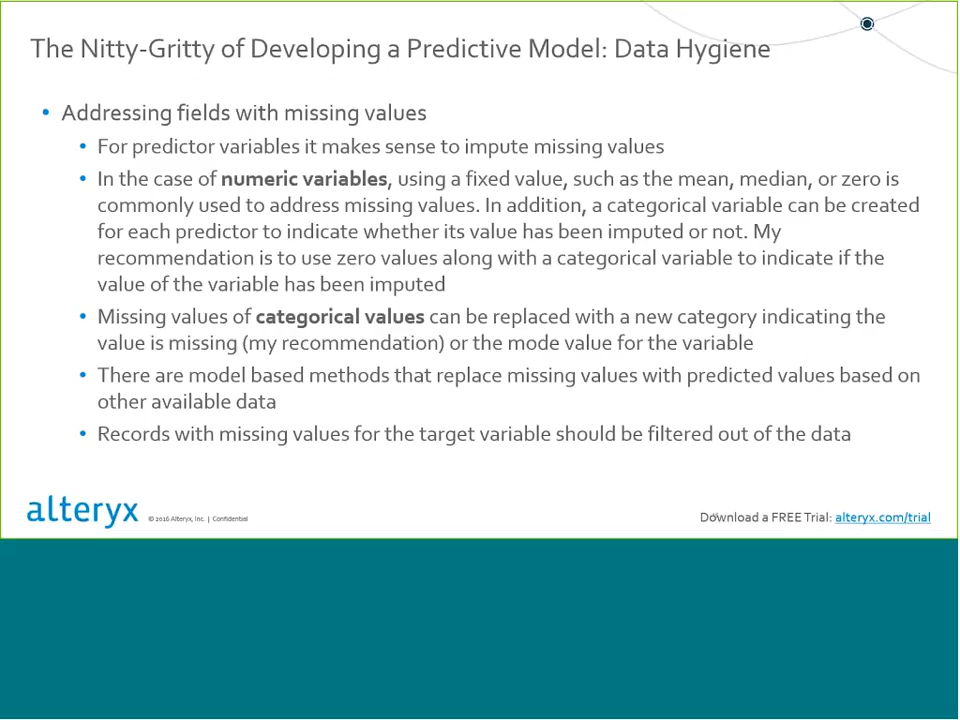 The Nitty-Gritty of Developing a Predictive Model: Data Hygiene
• Addressing fields with missing values
• For predictor variables it makes sense to impute missing values
• In the case of numeric variables, using a fixed value, such as the mean, median, or zero is
commonly used to address missing values. In addition, a categorical variable can be created
for each predictor to indicate whether its value has been imputed or not. My
recommendation is to use zero values along with a categorical variable to indicate if the
value of the variable has been imputed
• Missing values of categorical values can be replaced with a new category indicating the
value is missing (my recommendation) or the mode value for the variable
• There are model based methods that replace missing values with predicted values based on
other available data
• Records with missing values for the target variable should be filtered out of the data
alteryx © 2016 Alteryx, Inc. | Confidential
Download a FREE Trial: alteryx.com/trial